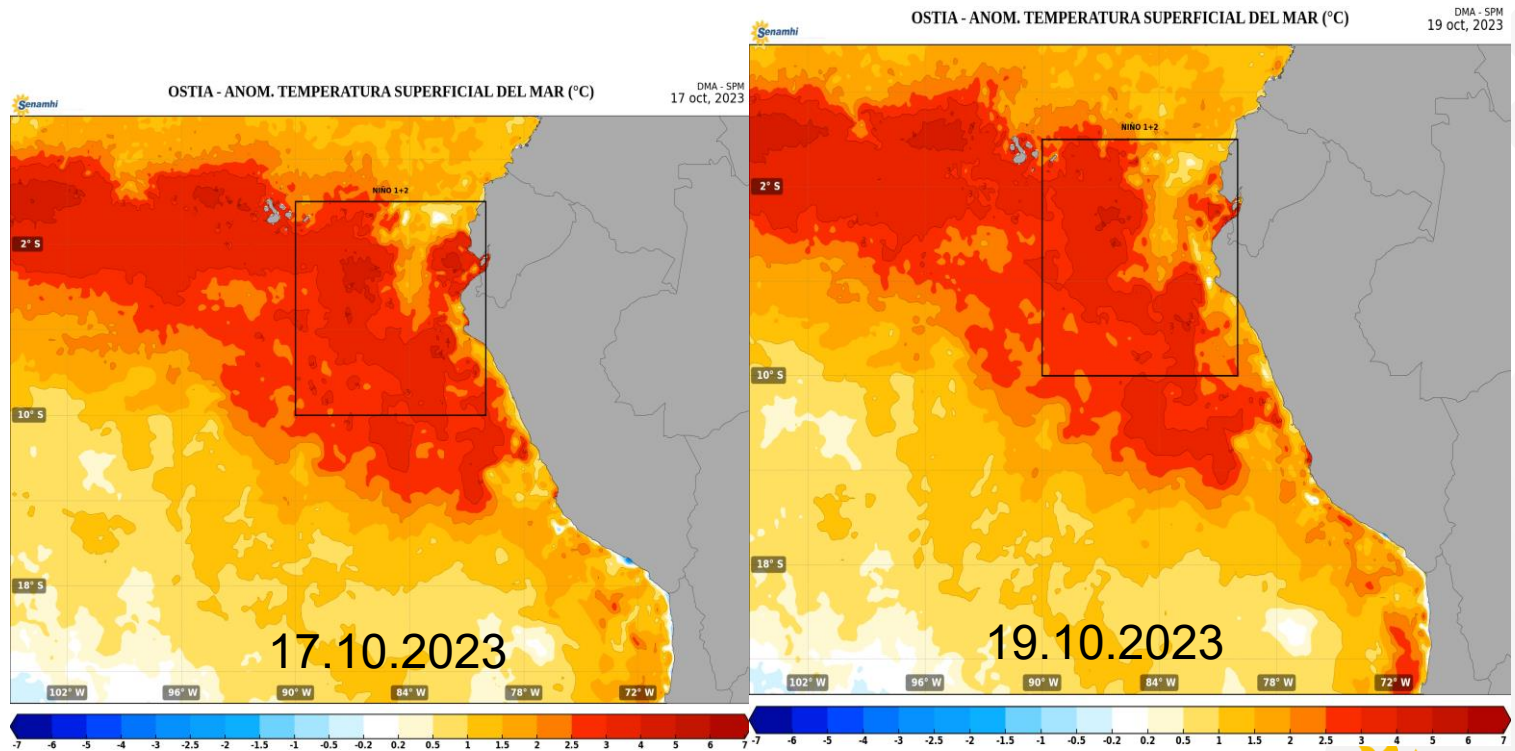 OSTIA - ANOM. TEMPERATURA SUPERFICIAL DEL MAR (°C)
DMA - SPM
17 oct, 2023
Senamhi
NIÑO 1+2
2° S
10° S
18° S
17.10.2023
102° W 96° W 90° W 84° W 78° W 72° W
-7 -6 -5 -4 -3 -2.5 -2 -1.5 -1 -0.5 -0.2 0.2 0.5 1 1.5 2 2.5 3 4 5 6 7
OSTIA - ANOM. TEMPERATURA SUPERFICIAL DEL MAR (°C)
DMA - SPM
19 oct, 2023
Senamhi
NIÑO 1+2
2° S
10° S
18° S
19.10.2023
102° W 96° W 90° W 84° W 78° W 72° W
-7 -6 -5 -4 -3 -2.5 -2 -1.5 -1 -0.5 -0.2 0.2 0.5 1 1.5 2 2.5 3 4 5 6 7